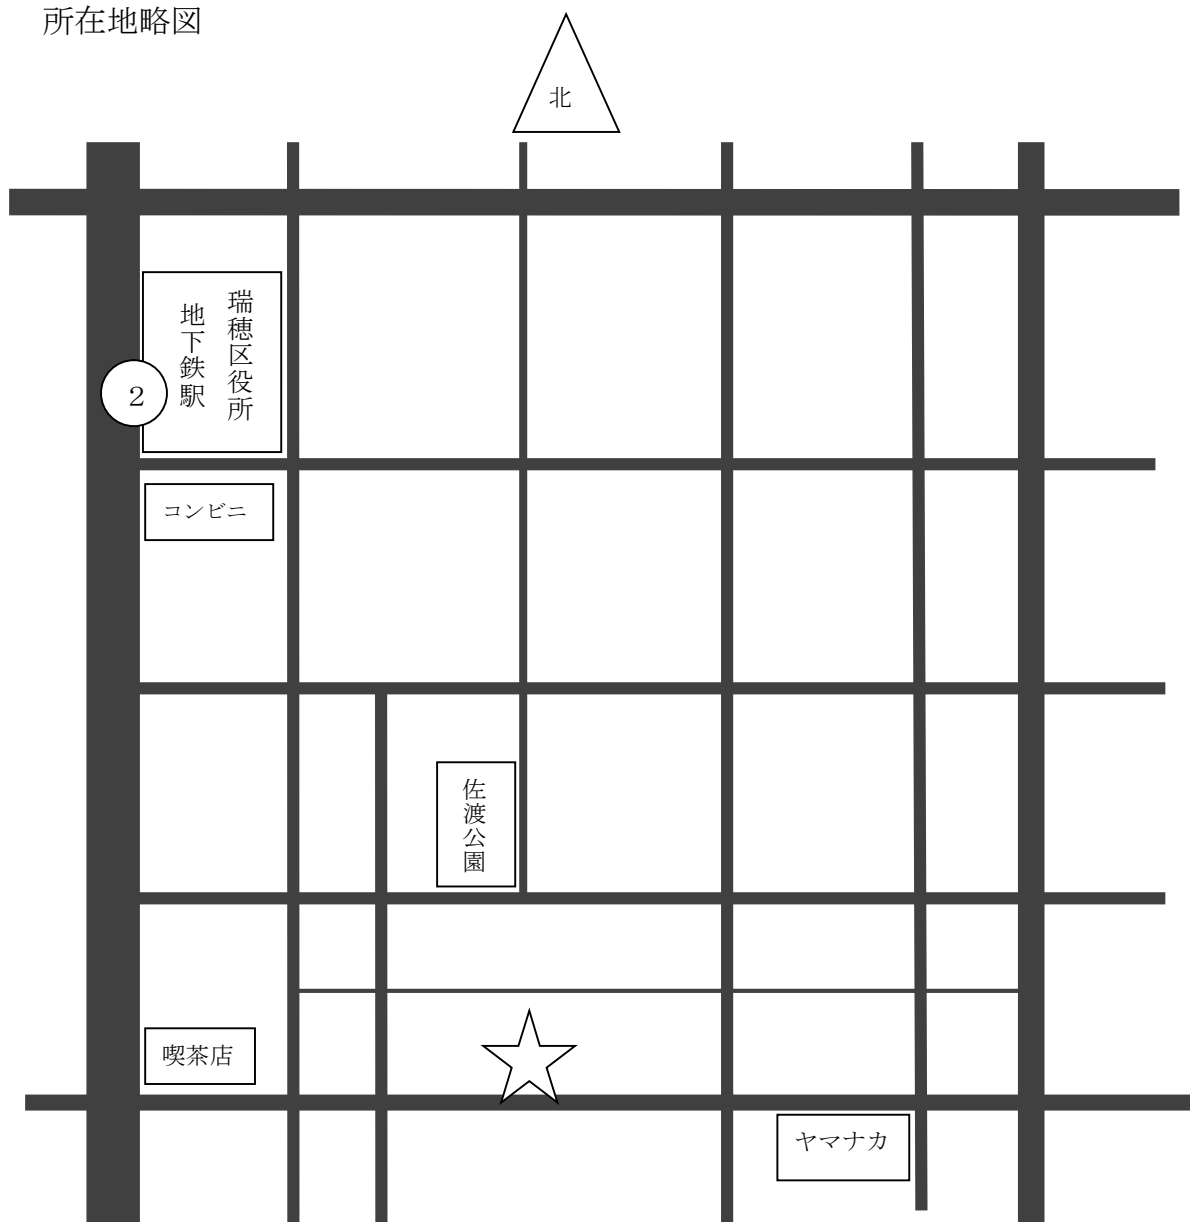 所在地略図
北
瑞穂区役所
地下鉄駅
２
コンビニ
佐渡公園
喫茶店
ヤマナカ